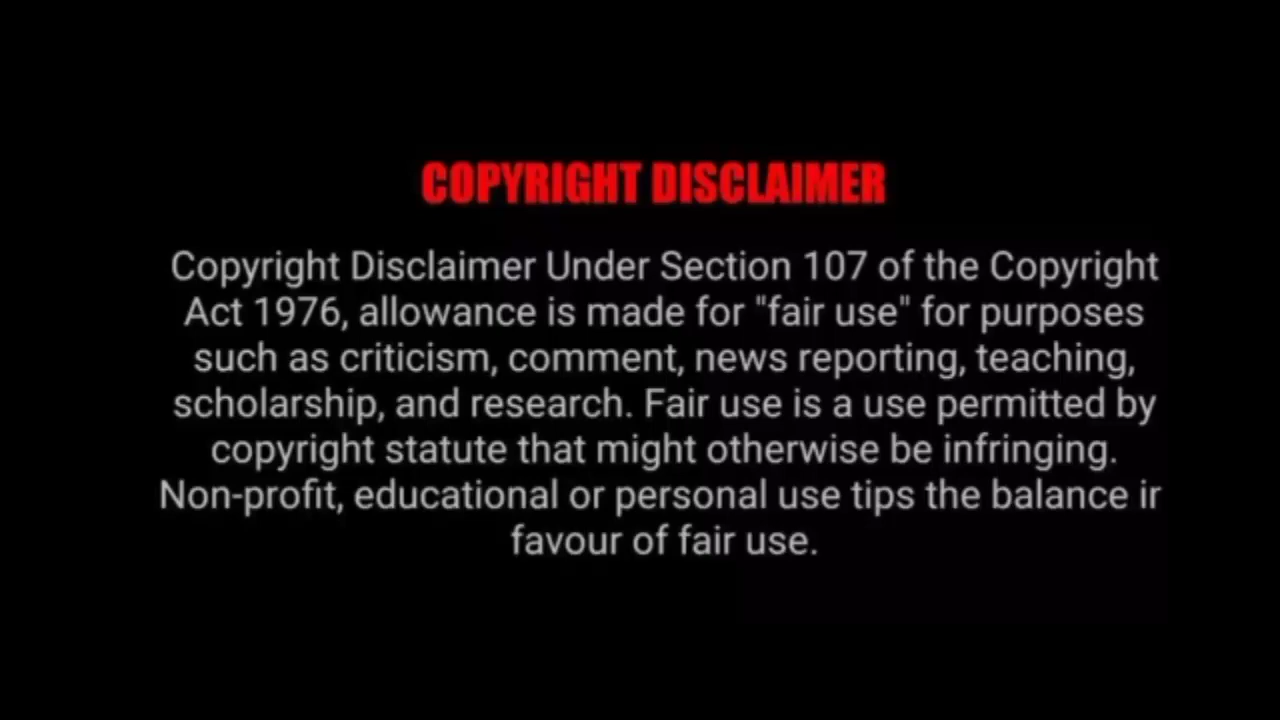 COPYRIGHT DISCLAIMER
Copyright Disclaimer Under Section 107 of the Copyright
Act 1976, allowance is made for "fair use" for purposes
such as criticism, comment, news reporting, teaching,
scholarship, and research. Fair use is a use permitted by
copyright statute that might otherwise be infringing.
Non-profit, educational or personal use tips the balance ir
favour of fair use.